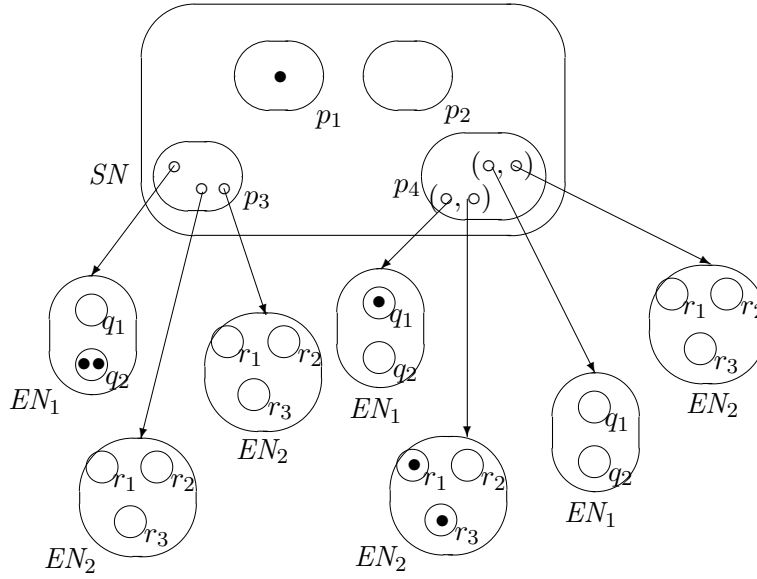 p1
p2
SN
p3
p4
( , )
( , )
q1
q2
EN1
r1
r2
r3
EN2
q1
q2
EN1
r1
r2
r3
EN2
r1
r2
r3
EN2
r1
r2
r3
EN2
q1
q2
EN1